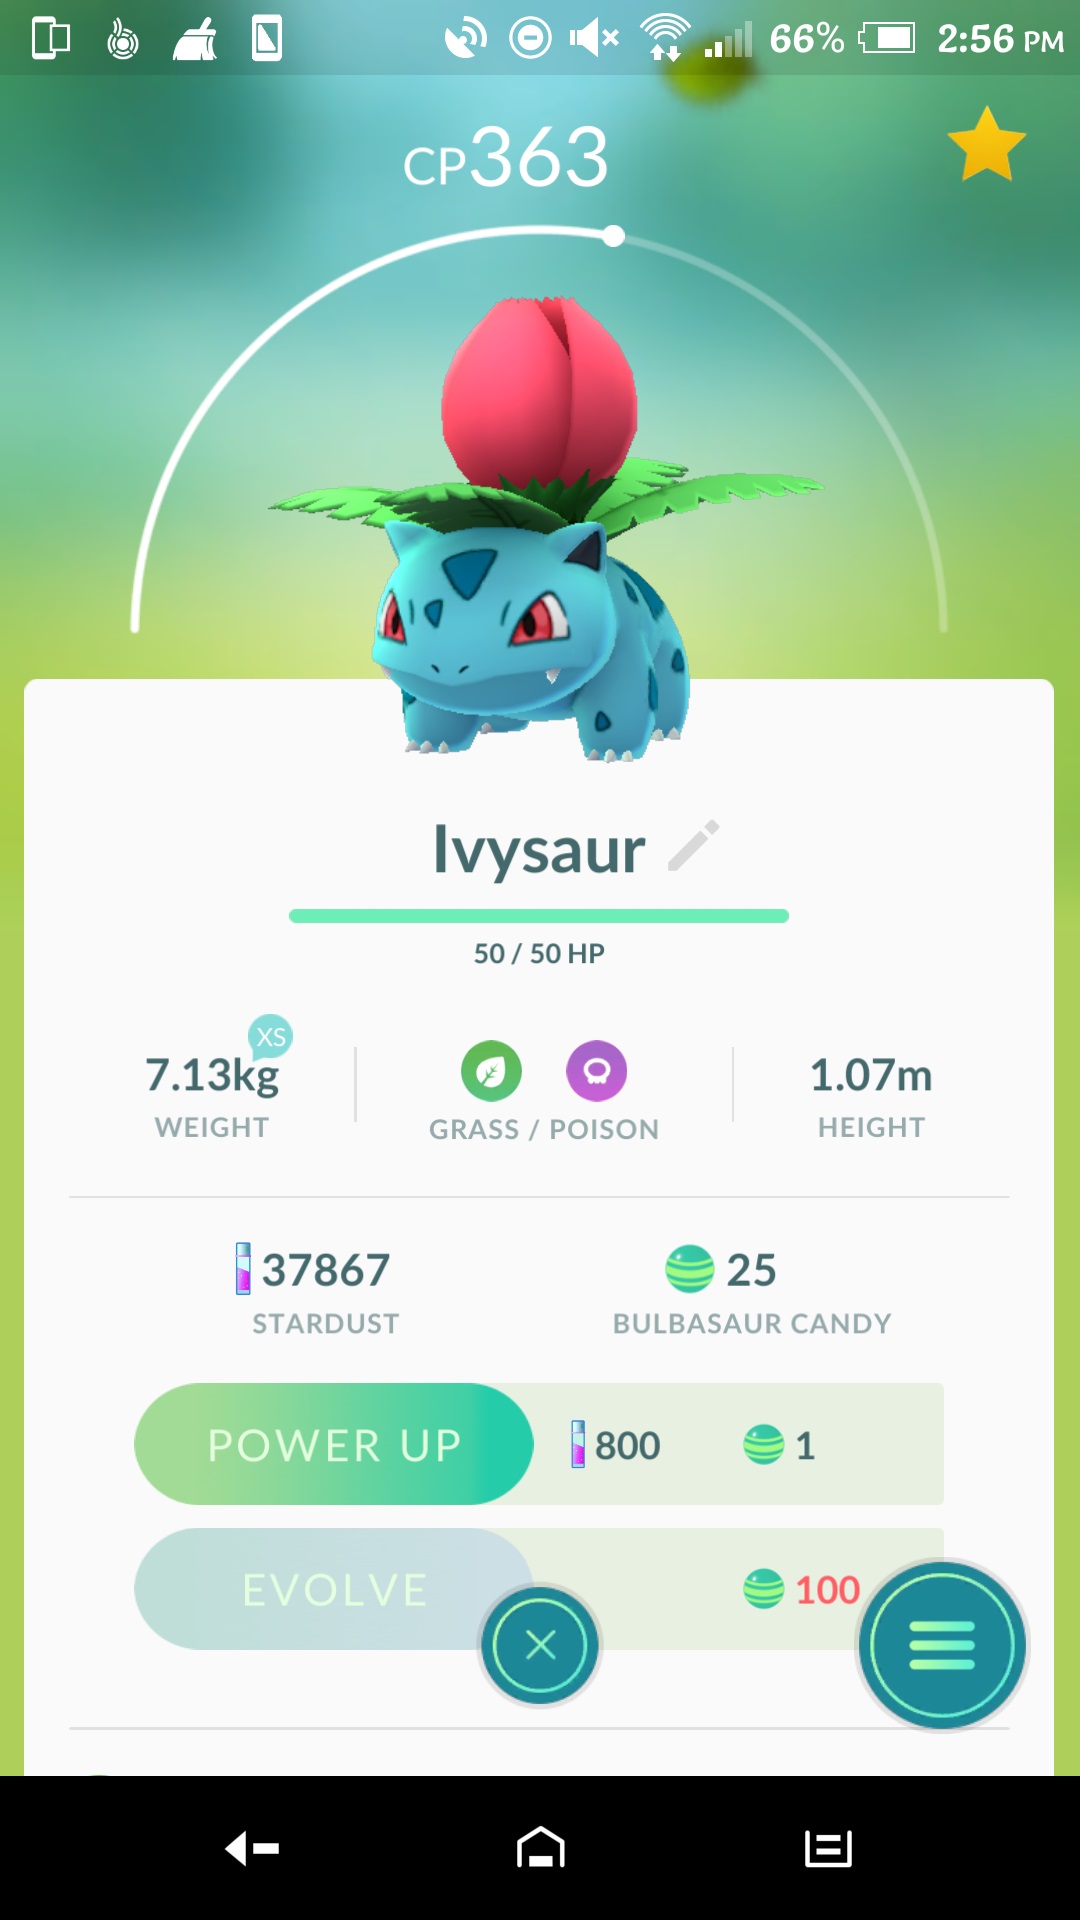 66% 2:56 PM
CP363
Ivysaur
50 / 50 HP
XS
7.13kg
WEIGHT
GRASS / POISON
1.07m
HEIGHT
37867
STARDUST
25
BULBASAUR CANDY
POWER UP 800 1
EVOLVE 100